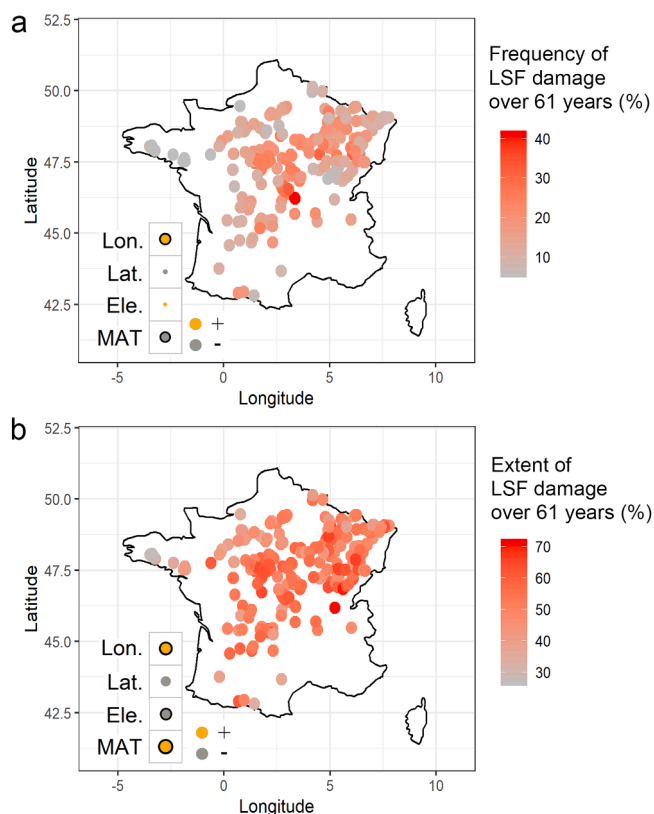 a
52.5
50.0
47.5
45.0
42.5
Latitude
Lon.
Lat.
Ele.
MAT
+
-
-5
0
5
10
Longitude
Frequency of
LSF damage
over 61 years (%)
40
30
20
10
b
52.5
50.0
47.5
45.0
42.5
Latitude
Lon.
Lat.
Ele.
MAT
+
-
-5
0
5
10
Longitude
Extent of
LSF damage
over 61 years (%)
70
60
50
40
30